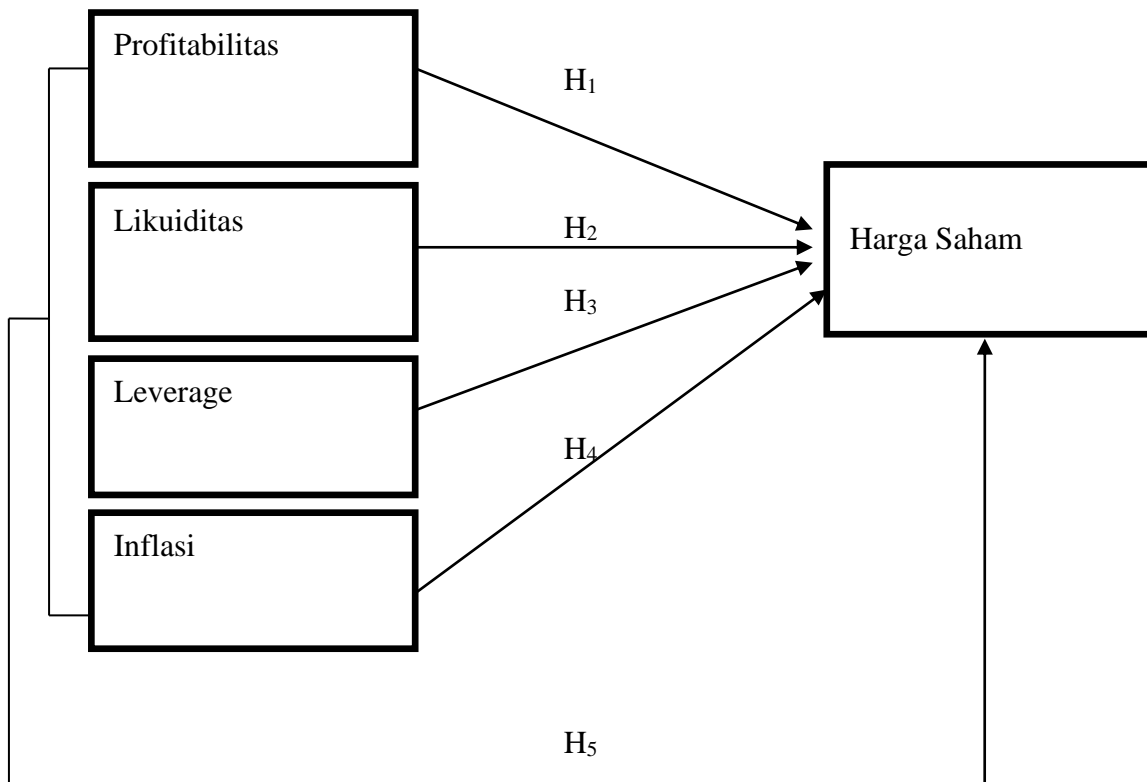 Profitabilitas
H₁
Likuiditas
H₂
Harga Saham
H₃
Leverage
H₄
Inflasi
H₅